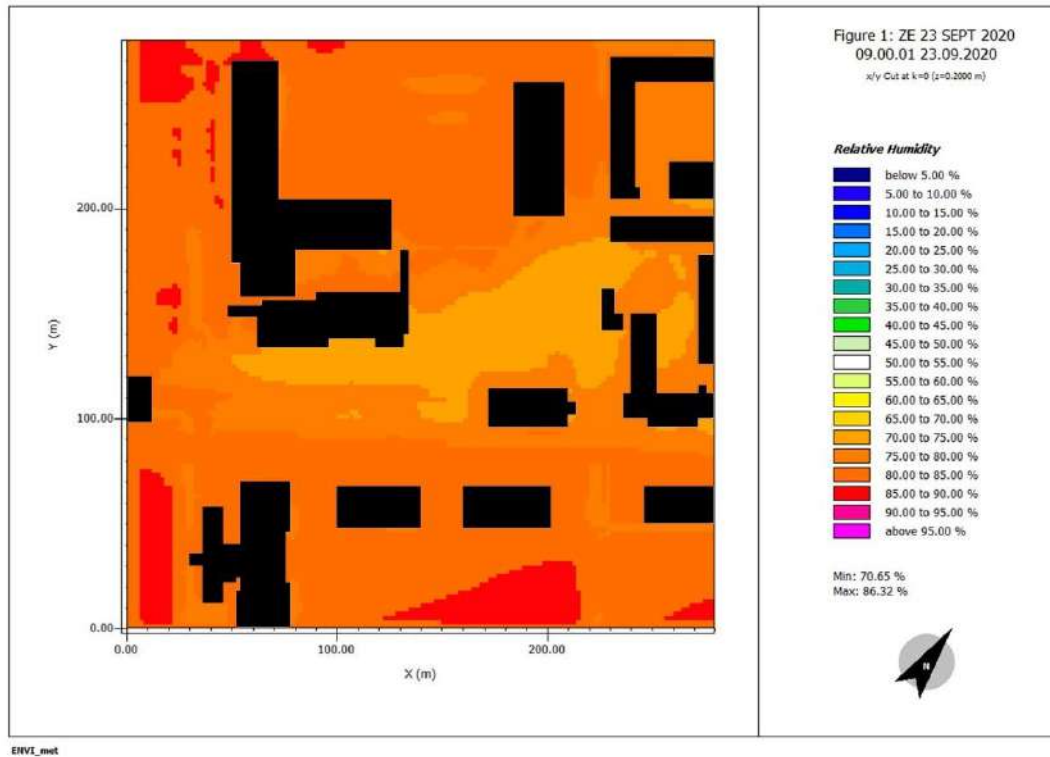 Figure 1: ZE 23 SEPT 2020
09.00.01 23.09.2020
x/y Cut at k=0 (z=0.2000 m)
Relative Humidity
below 5.00 %
5.00 to 10.00 %
10.00 to 15.00 %
15.00 to 20.00 %
20.00 to 25.00 %
25.00 to 30.00 %
30.00 to 35.00 %
35.00 to 40.00 %
40.00 to 45.00 %
45.00 to 50.00 %
50.00 to 55.00 %
55.00 to 60.00 %
60.00 to 65.00 %
65.00 to 70.00 %
70.00 to 75.00 %
75.00 to 80.00 %
80.00 to 85.00 %
85.00 to 90.00 %
90.00 to 95.00 %
above 95.00 %
Min: 70.65 %
Max: 86.32 %
N
200.00
100.00
0.00
Y (m)
0.00
100.00
200.00
X (m)
ENVI_met